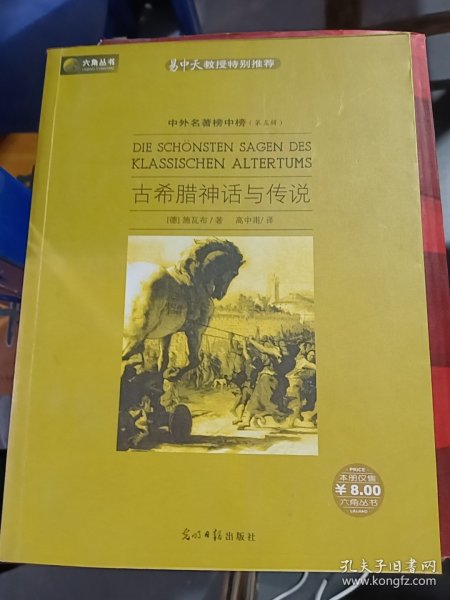 六角丛书
易中天教授特别推荐
中外名著榜中榜（第五辑）
DIE SCHÖNSTEN SAGEN DES
KLASSISCHEN ALTERTUMS
古希腊神话与传说
[德] 施瓦布 / 著 高中甫 / 译
PRICE
本册仅售
¥ 8.00
六角丛书
光明日报出版社
孔夫子旧书网
www.kongfz.com